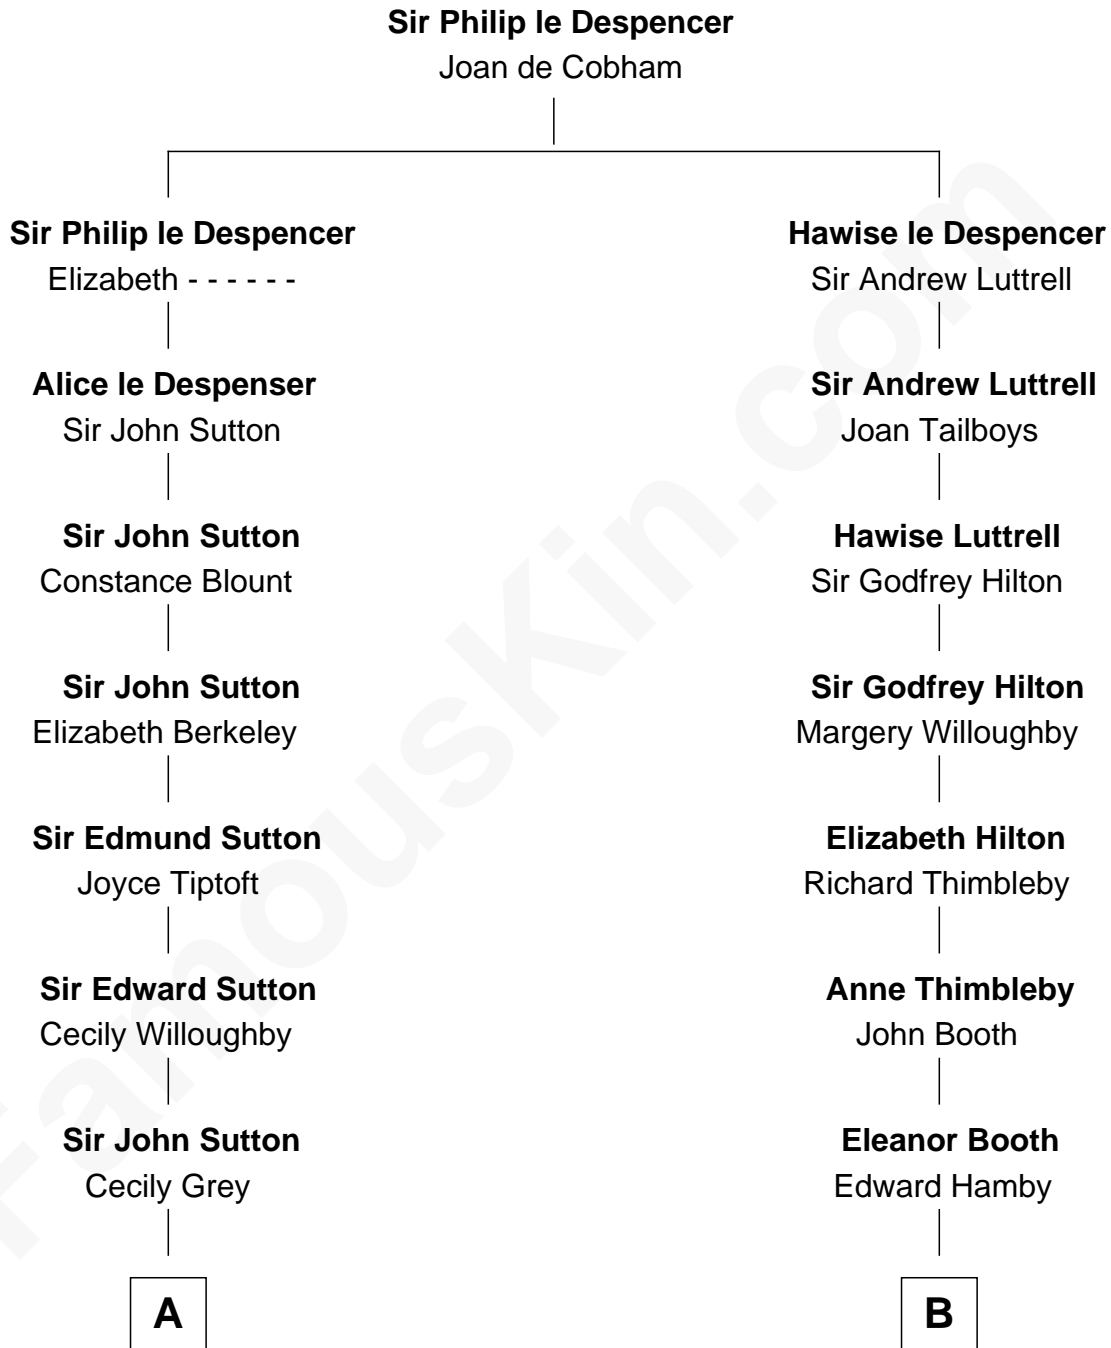 Sir Philip le Despencer
Joan de Cobham
Sir Philip le Despencer
Elizabeth - - - - - -
Hawise le Despencer
Sir Andrew Luttrell
Alice le Despenser
Sir John Sutton
Sir Andrew Luttrell
Joan Tailboys
Sir John Sutton
Constance Blount
Hawise Luttrell
Sir Godfrey Hilton
Sir John Sutton
Elizabeth Berkeley
Sir Godfrey Hilton
Margery Willoughby
Sir Edmund Sutton
Joyce Tiptoft
Elizabeth Hilton
Richard Thimbleby
Sir Edward Sutton
Cecily Willoughby
Anne Thimbleby
John Booth
Sir John Sutton
Cecily Grey
Eleanor Booth
Edward Hamby
A
B
FamousKin.com